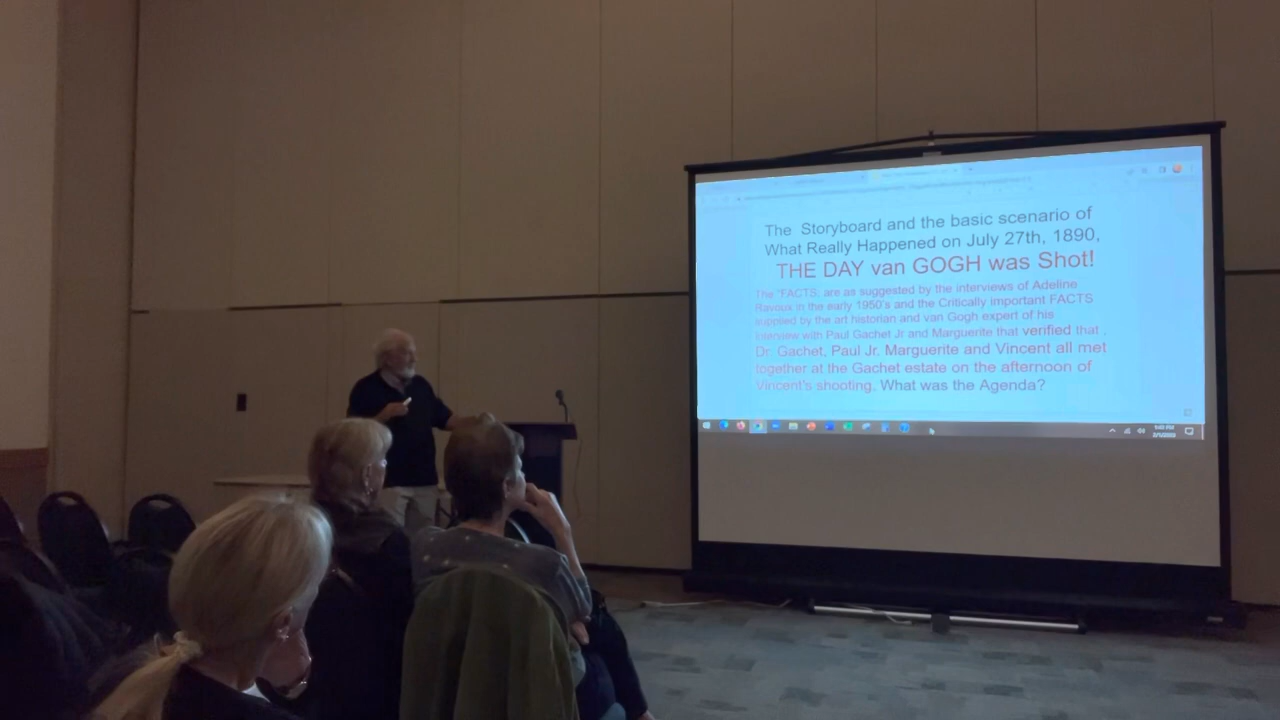 The Storyboard and the basic scenario of
What Really Happened on July 27th, 1890,
THE DAY van GOGH was Shot!
The "FACTS: are as suggested by the interviews of Adeline
Ravoux in the early 1950's and the Critically important FACTS
supplied by the art historian and van Gogh expert of his
interview with Paul Gachet Jr and Marguerite that verified that .
Dr. Gachet, Paul Jr. Marguerite and Vincent all met
together at the Gachet estate on the afternoon of
Vincent's shooting. What was the Agenda?